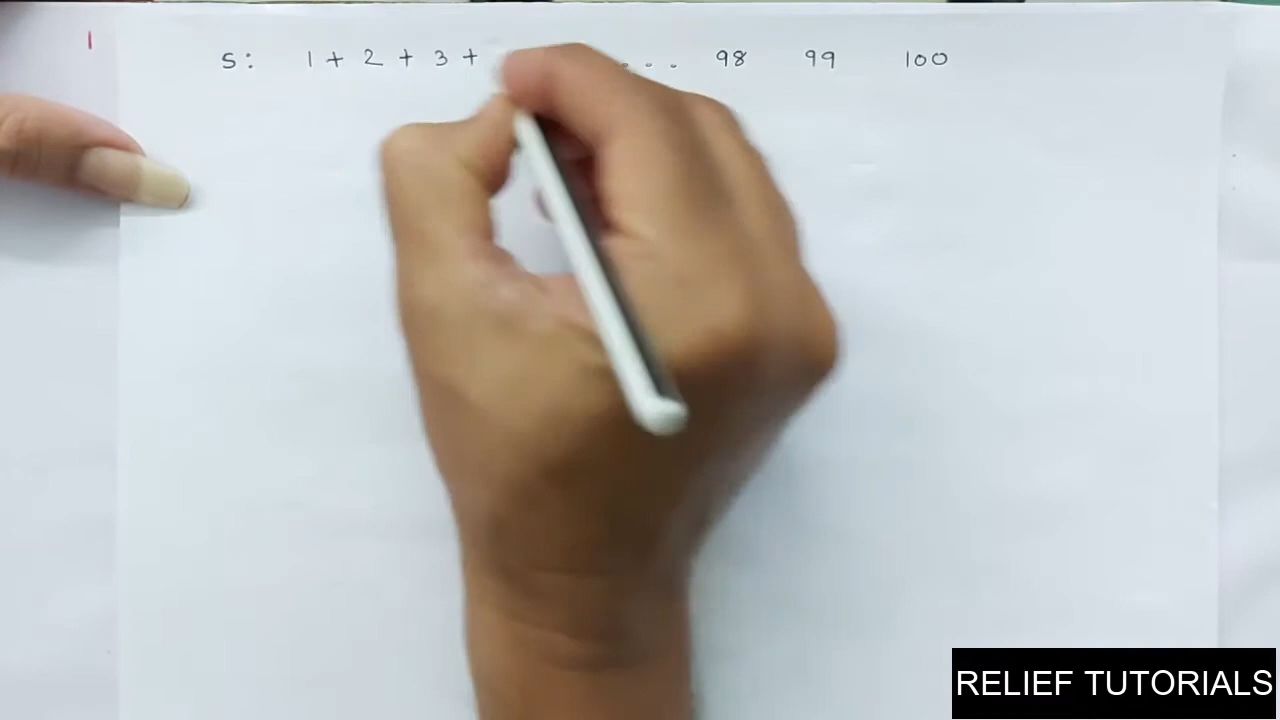 1
S: 1 + 2 + 3 + . . . 98 99 100
RELIEF TUTORIALS